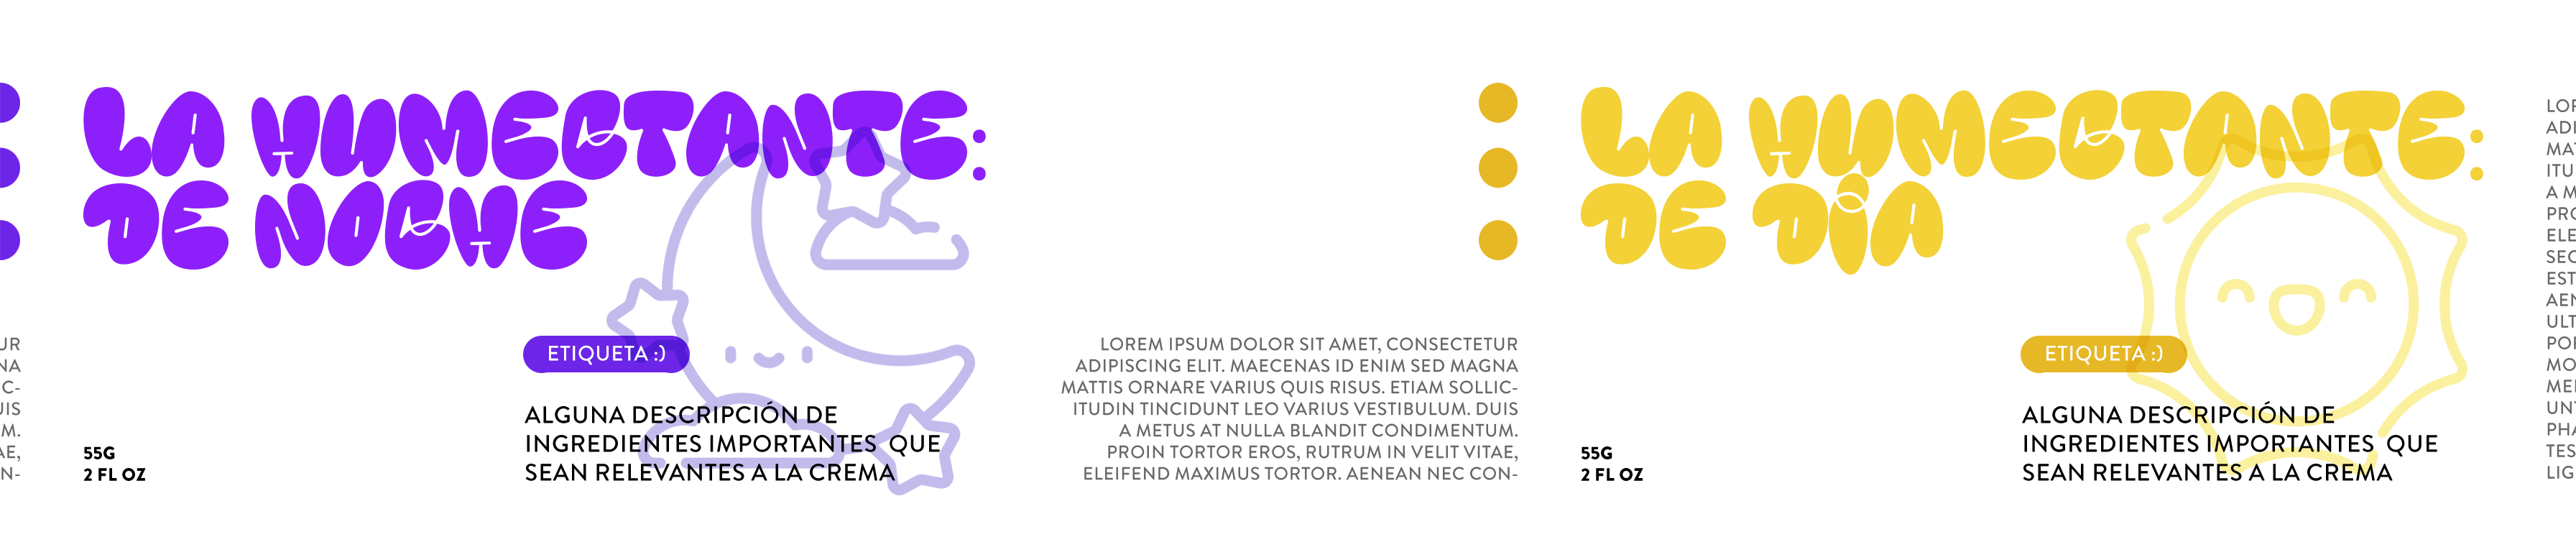 LA HUMECTANTE:
DE NOCHE
ETIQUETA :)
ALGUNA DESCRIPCIÓN DE
INGREDIENTES IMPORTANTES QUE
SEAN RELEVANTES A LA CREMA
55G
2 FL OZ
LOREM IPSUM DOLOR SIT AMET, CONSECTETUR
ADIPISCING ELIT. MAECENAS ID ENIM SED MAGNA
MATTIS ORNARE VARIUS QUIS RISUS. ETIAM SOLLIC-
ITUDIN TINCIDUNT LEO VARIUS VESTIBULUM. DUIS
A METUS AT NULLA BLANDIT CONDIMENTUM.
PROIN TORTOR EROS, RUTRUM IN VELIT VITAE,
ELEIFEND MAXIMUS TORTOR. AENEAN NEC CON-
LA HUMECTANTE:
DE DÍA
ETIQUETA :)
ALGUNA DESCRIPCIÓN DE
INGREDIENTES IMPORTANTES QUE
SEAN RELEVANTES A LA CREMA
55G
2 FL OZ